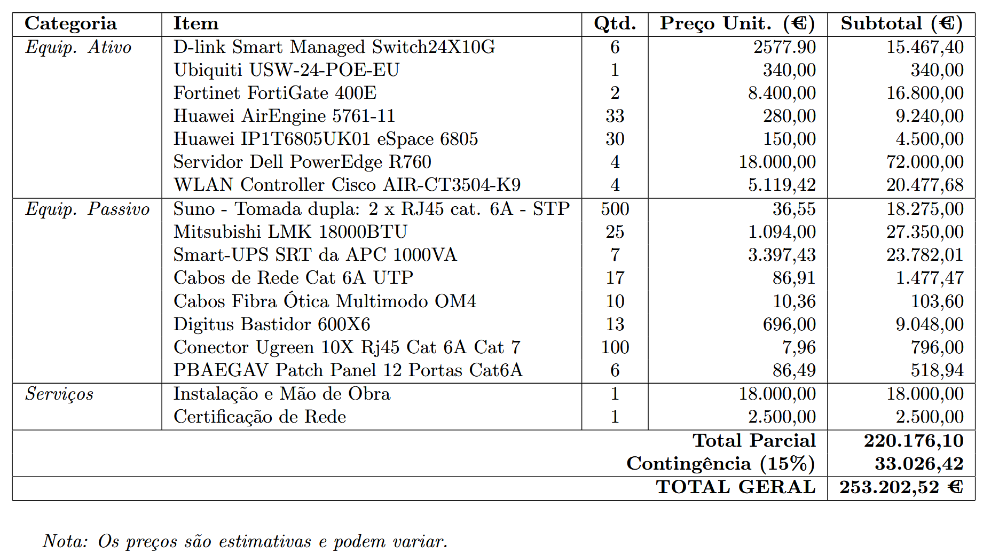 Categoria Item Qtd. Preço Unit. (€) Subtotal (€)
Equip. Ativo D-link Smart Managed Switch24X10G 6 2577.90 15.467,40
Ubiquiti USW-24-POE-EU 1 340,00 340,00
Fortinet FortiGate 400E 2 8.400,00 16.800,00
Huawei AirEngine 5761-11 33 280,00 9.240,00
Huawei IP1T6805UK01 eSpace 6805 30 150,00 4.500,00
Servidor Dell PowerEdge R760 4 18.000,00 72.000,00
WLAN Controller Cisco AIR-CT3504-K9 4 5.119,42 20.477,68
Equip. Passivo Suno - Tomada dupla: 2 x RJ45 cat. 6A - STP 500 36,55 18.275,00
Mitsubishi LMK 18000BTU 25 1.094,00 27.350,00
Smart-UPS SRT da APC 1000VA 7 3.397,43 23.782,01
Cabos de Rede Cat 6A UTP 17 86,91 1.477,47
Cabos Fibra Ótica Multimodo OM4 10 10,36 103,60
Digitus Bastidor 600X6 13 696,00 9.048,00
Conector Ugreen 10X Rj45 Cat 6A Cat 7 100 7,96 796,00
PBAEGAV Patch Panel 12 Portas Cat6A 6 86,49 518,94
Serviços Instalação e Mão de Obra 1 18.000,00 18.000,00
Certificação de Rede 1 2.500,00 2.500,00
Total Parcial 220.176,10
Contingência (15%) 33.026,42
TOTAL GERAL 253.202,52 €
Nota: Os preços são estimativas e podem variar.